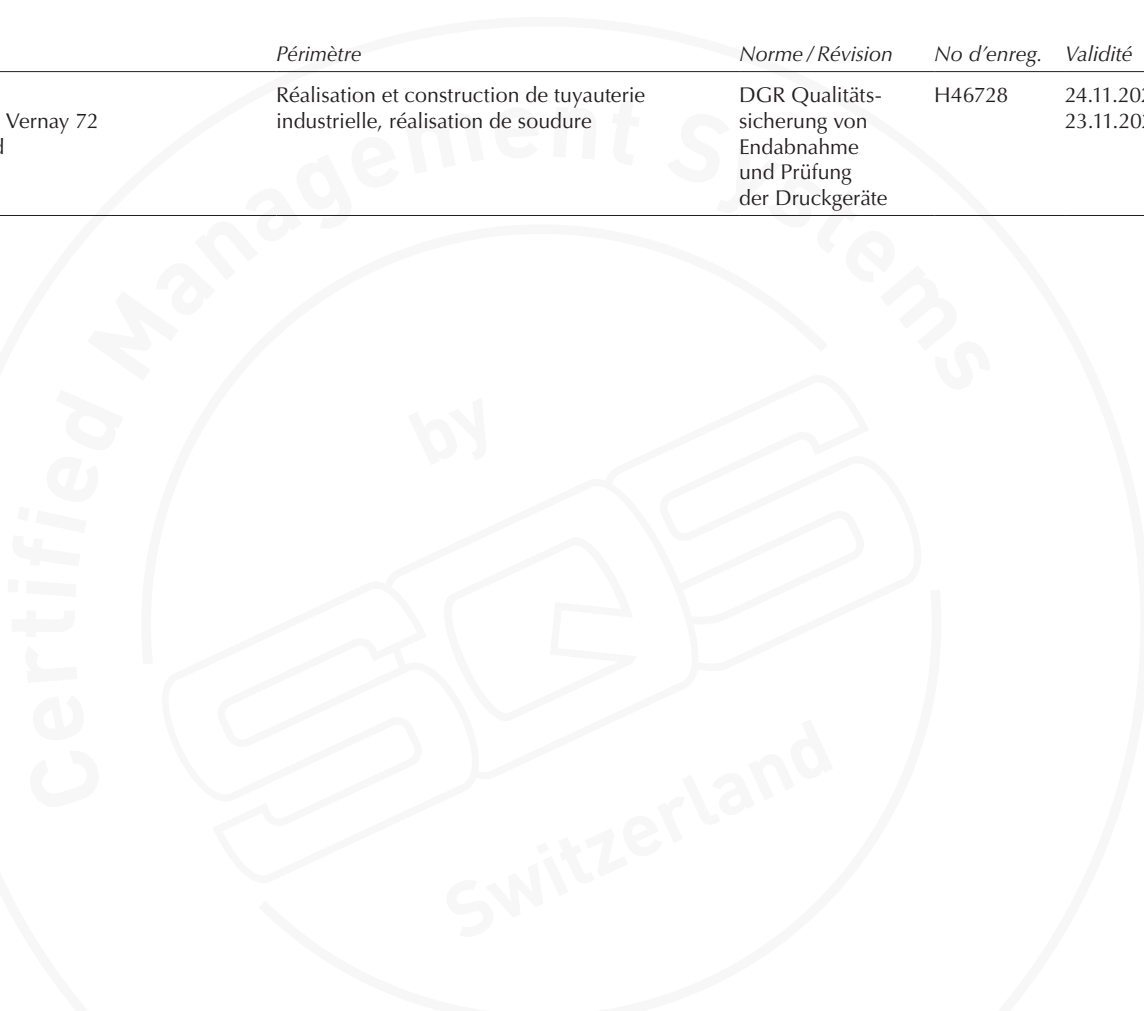 Périmètre Norme / Révision No d'enreg. Validité
Réalisation et construction de tuyauterie DGR Qualitäts- H46728
Vernay 72 industrielle, réalisation de soudure sicherung von
Endabnahme
und Prüfung
der Druckgeräte
Certified Management Systems
by
SQS
Switzerland